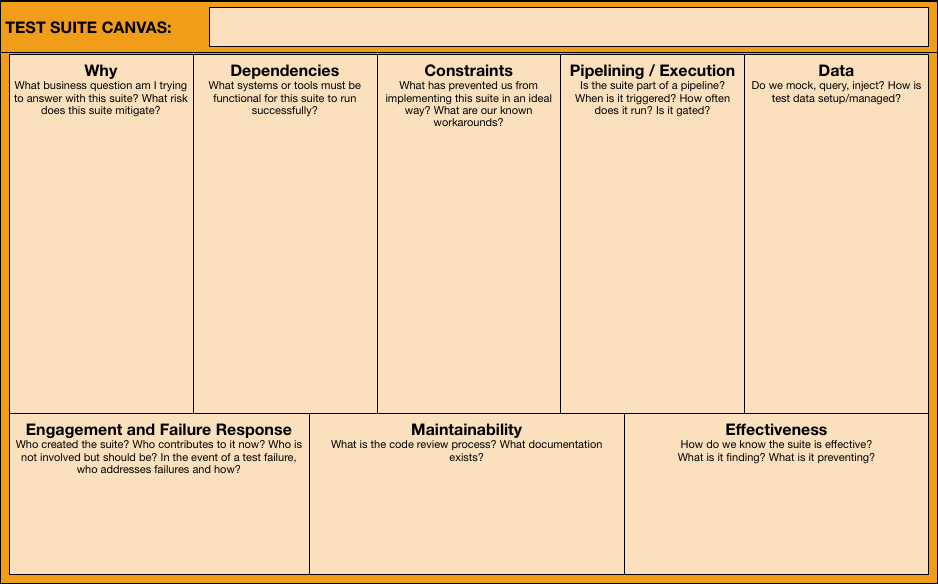 TEST SUITE CANVAS:
Why
What business question am I trying
to answer with this suite? What risk
does this suite mitigate?
Dependencies
What systems or tools must be
functional for this suite to run
successfully?
Constraints
What has prevented us from
implementing this suite in an ideal
way? What are our known
workarounds?
Pipelining / Execution
Is the suite part of a pipeline?
When is it triggered? How often
does it run? Is it gated?
Data
Do we mock, query, inject? How is
test data setup/managed?
Engagement and Failure Response
Who created the suite? Who contributes to it now? Who is
not involved but should be? In the event of a test failure,
who addresses failures and how?
Maintainability
What is the code review process? What documentation
exists?
Effectiveness
How do we know the suite is effective?
What is it finding? What is it preventing?